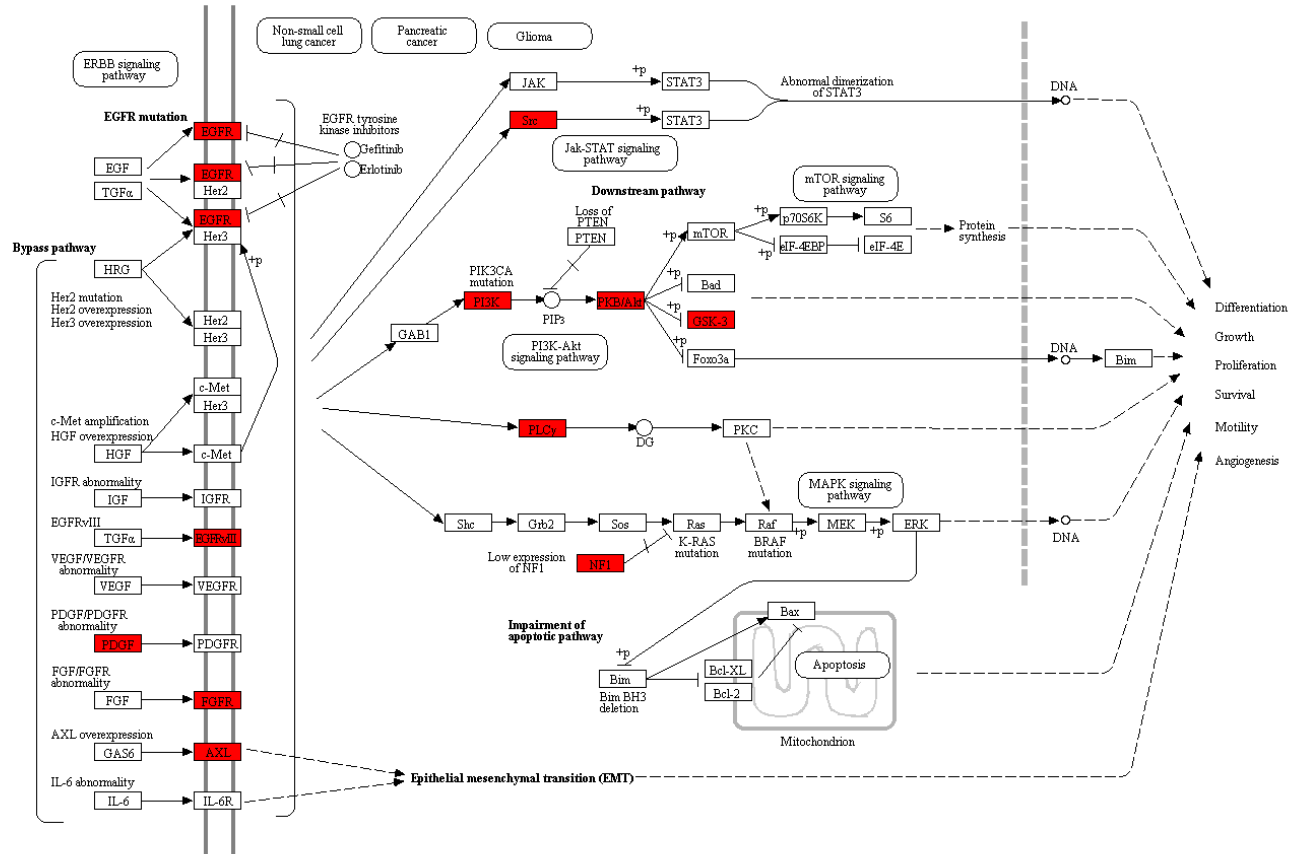 Non-small cell
lung cancer
Pancreatic
cancer
Glioma
ERBB signaling
pathway
EGFR mutation
EGF
TGFα
EGFR
EGFR
Her2
EGFR
Her3
EGFR tyrosine
kinase inhibitors
Gefitinib
Erlotinib
JAK
+p
STAT3
Abnormal dimerization
of STAT3
DNA
Src
+p
STAT3
Jak-STAT signaling
pathway
Bypass pathway
HRG
+p
Her2 mutation
Her2 overexpression
Her3 overexpression
Her2
Her3
c-Met
Her3
c-Met amplification
HGF overexpression
HGF
c-Met
IGFR abnormality
IGF
IGFR
EGFRvIII
TGFα
EGFRvIII
VEGF/VEGFR
abnormality
VEGF
VEGFR
PDGF/PDGFR
abnormality
PDGF
PDGFR
FGF/FGFR
abnormality
FGF
FGFR
AXL overexpression
GAS6
AXL
IL-6 abnormality
IL-6
IL-6R
Downstream pathway
mTOR signaling
pathway
Loss of
PTEN
PTEN
+p
mTOR
+p
p70S6K
S6
+p
eIF-4EBP
eIF-4E
Protein
synthesis
PIK3CA
mutation
PI3K
PIP3
PKB/Akt
+p
Bad
+p
GSK-3
+p
Foxo3a
DNA
Bim
GAB1
PI3K-Akt
signaling pathway
PLCγ
DG
PKC
MAPK signaling
pathway
Shc
Grb2
Sos
Ras
Raf
+p
MEK
+p
ERK
DNA
K-RAS
mutation
BRAF
mutation
Low expression
of NF1
NF1
Impairment of
apoptotic pathway
+p
Bim
Bim BH3
deletion
Bax
Bcl-XL
Bcl-2
Apoptosis
Mitochondrion
Epithelial mesenchymal transition (EMT)
Differentiation
Growth
Proliferation
Survival
Motility
Angiogenesis